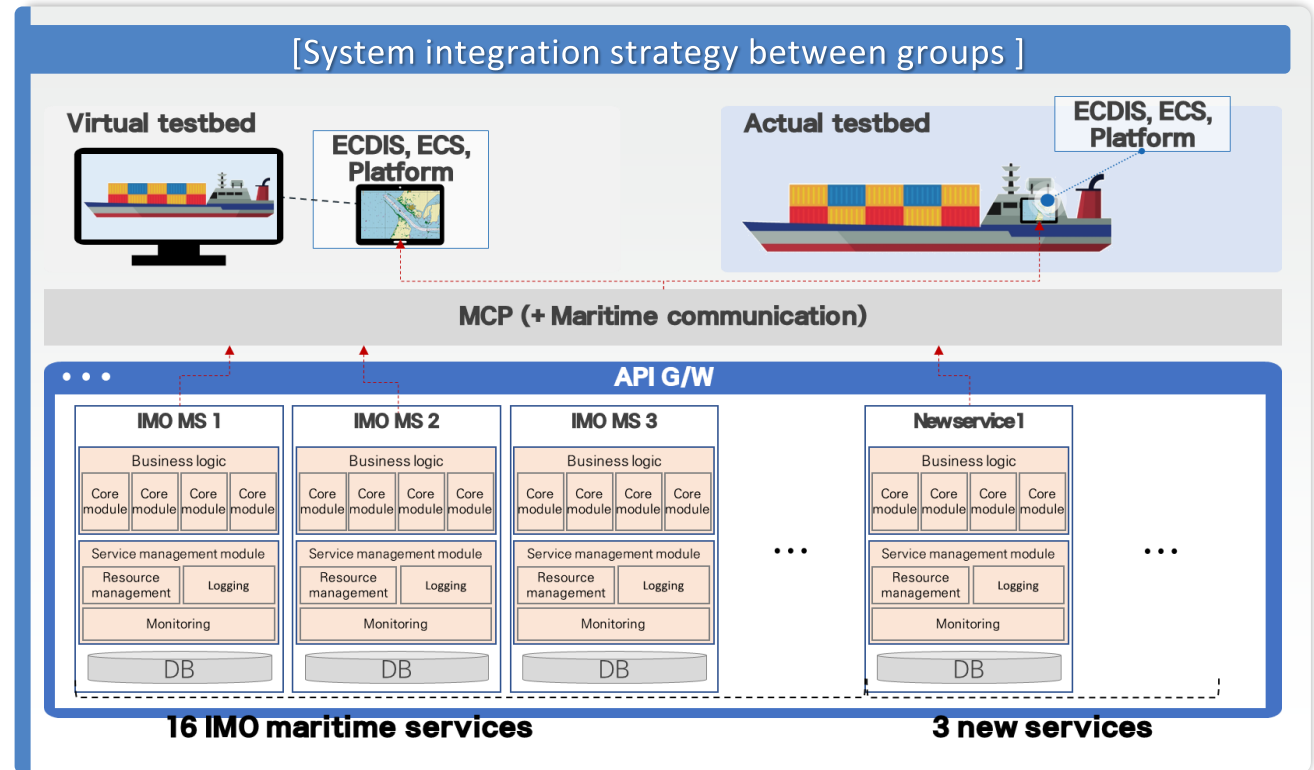 [System integration strategy between groups ]
Virtual testbed
ECDIS, ECS,
Platform
Actual testbed
ECDIS, ECS,
Platform
MCP (+ Maritime communication)
API G/W
IMO MS 1
Business logic
Core module
Core module
Core module
Core module
Service management module
Resource management
Logging
Monitoring
DB
IMO MS 2
Business logic
Core module
Core module
Core module
Core module
Service management module
Resource management
Logging
Monitoring
DB
IMO MS 3
Business logic
Core module
Core module
Core module
Core module
Service management module
Resource management
Logging
Monitoring
DB
...
New service 1
Business logic
Core module
Core module
Core module
Core module
Service management module
Resource management
Logging
Monitoring
DB
...
16 IMO maritime services
3 new services